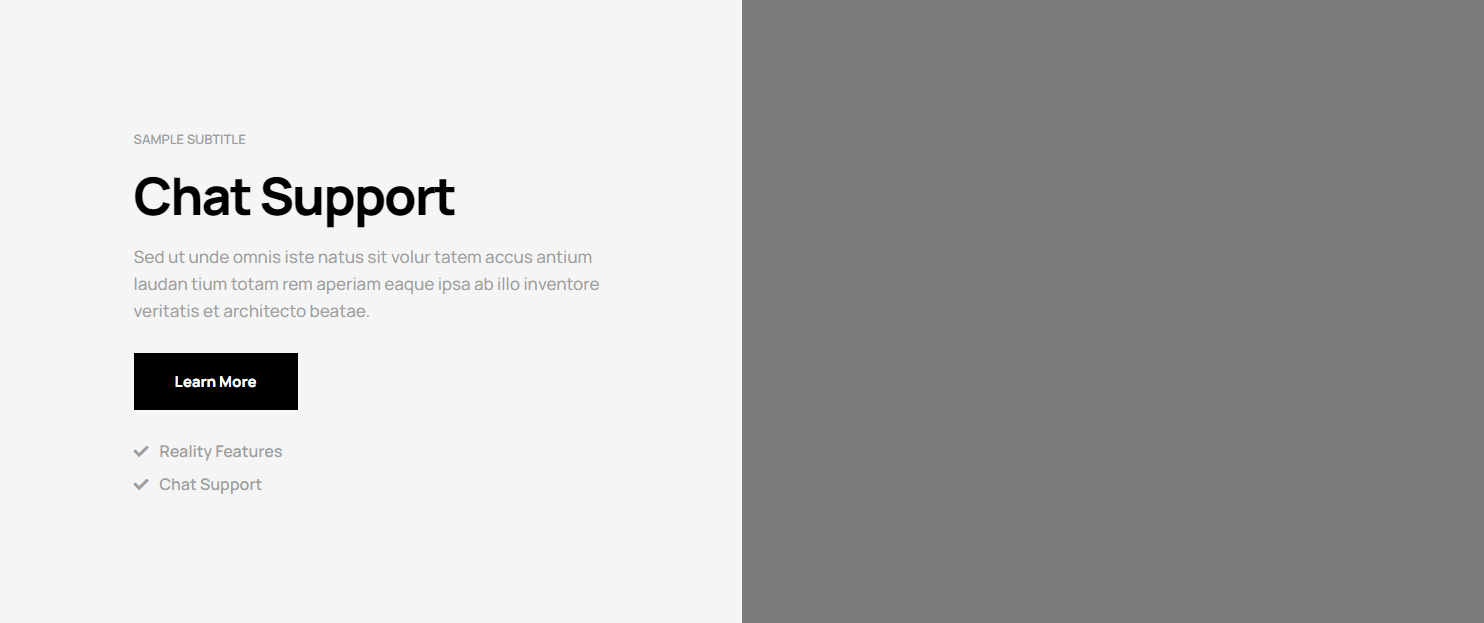 SAMPLE SUBTITLE
Chat Support
Sed ut unde omnis iste natus sit volur tatem accus antium
laudan tium totam rem aperiam eaque ipsa ab illo inventore
veritatis et architecto beatae.
Learn More
Reality Features
Chat Support